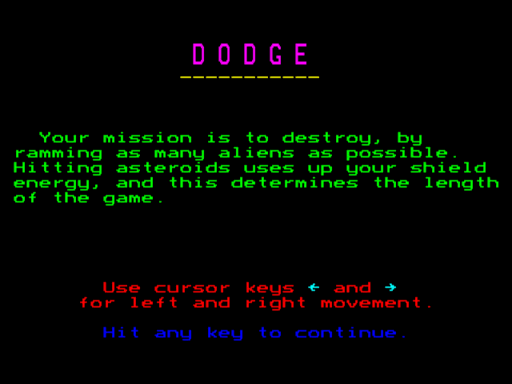 D O D G E
Your mission is to destroy, by
ramming as many aliens as possible.
Hitting asteroids uses up your shield
energy, and this determines the length
of the game.
Use cursor keys ← and →
for left and right movement.
Hit any key to continue.